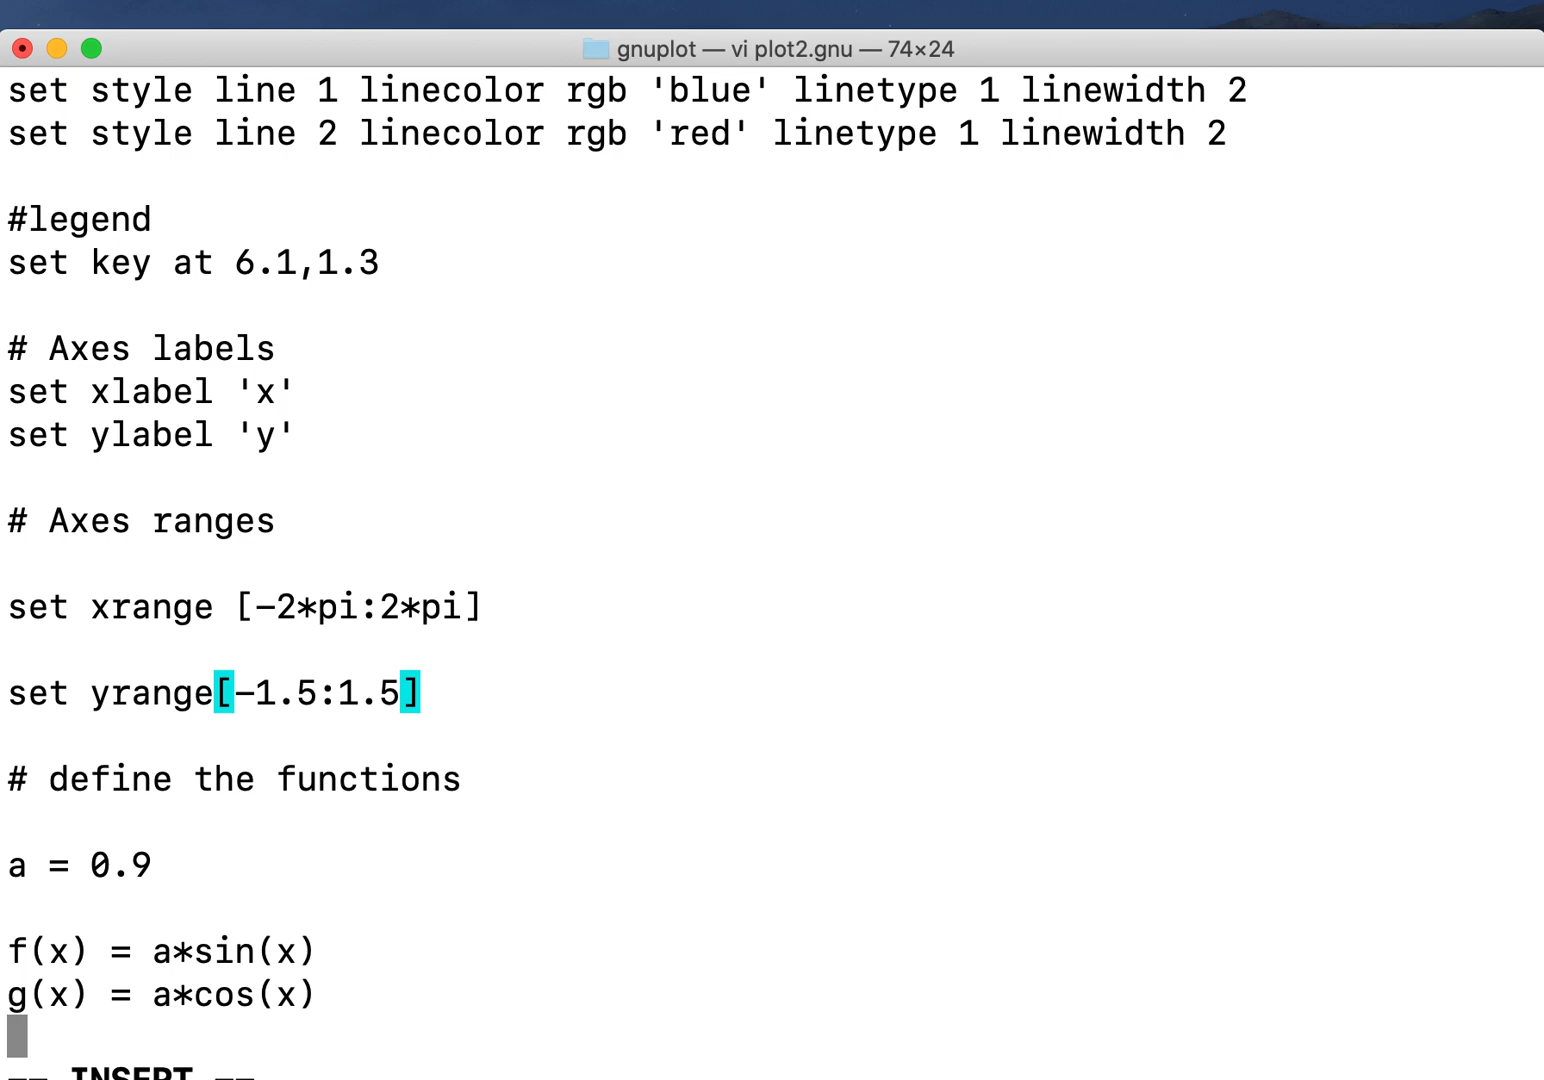 gnuplot — vi plot2.gnu — 74×24
set style line 1 linecolor rgb 'blue' linetype 1 linewidth 2
set style line 2 linecolor rgb 'red' linetype 1 linewidth 2
#legend
set key at 6.1,1.3
# Axes labels
set xlabel 'x'
set ylabel 'y'
# Axes ranges
set xrange [-2*pi:2*pi]
set yrange[-1.5:1.5]
# define the functions
a = 0.9
f(x) = a*sin(x)
g(x) = a*cos(x)
-- INSERT --